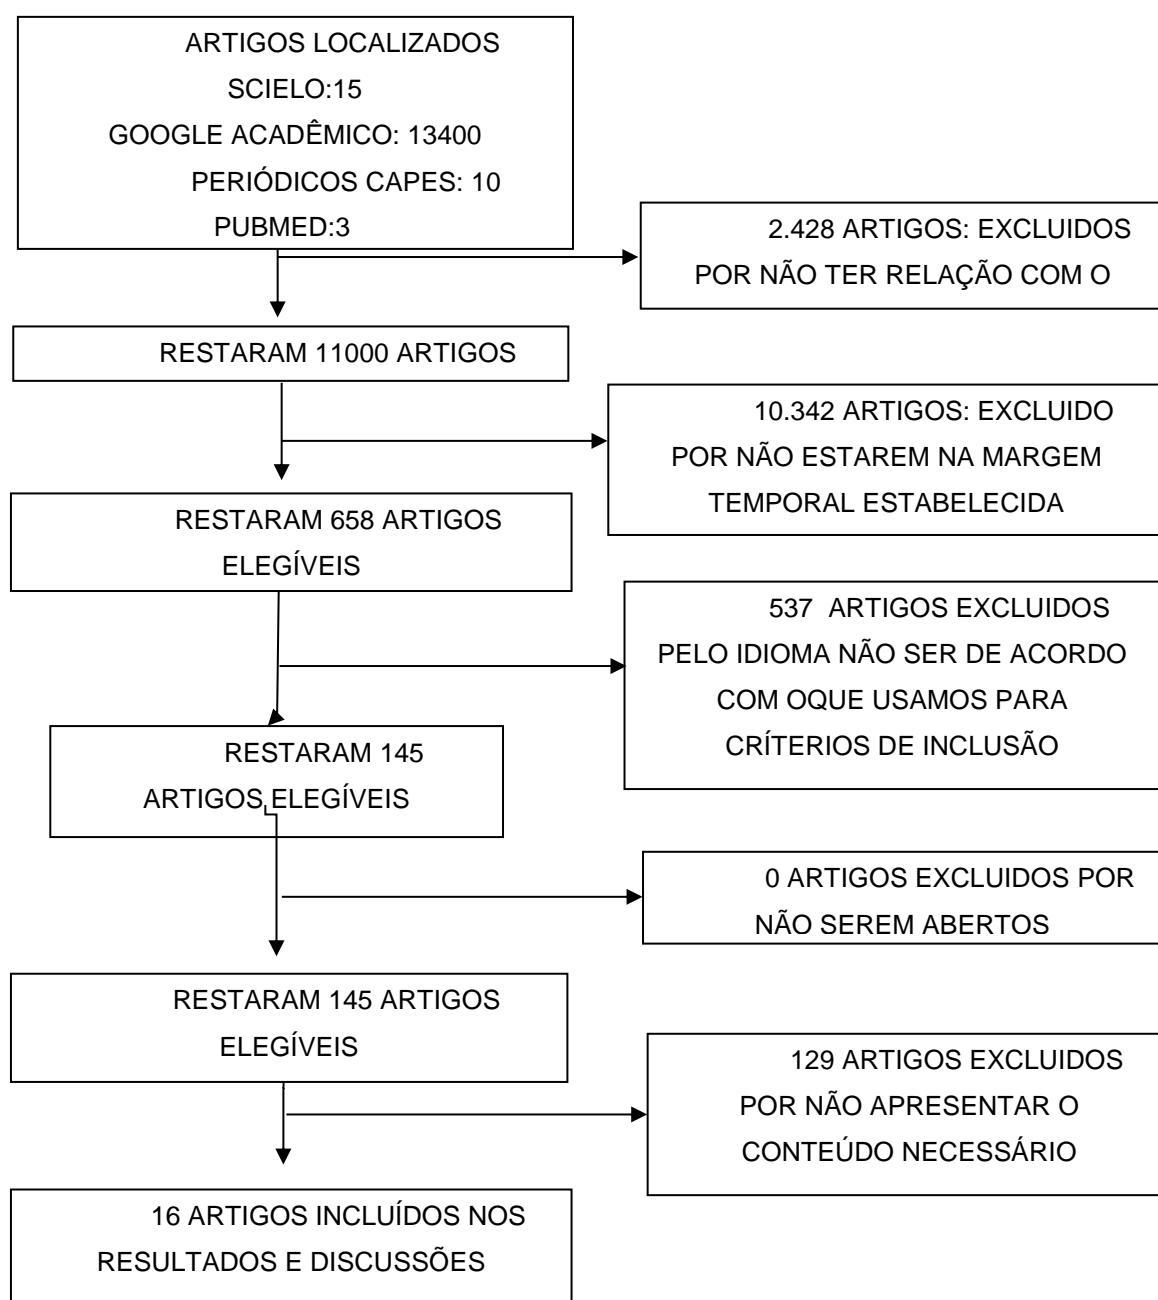 ARTIGOS LOCALIZADOS
SCIELO:15
GOOGLE ACADÊMICO: 13400
PERIÓDICOS CAPES: 10
PUBMED:3
2.428 ARTIGOS: EXCLUIDOS
POR NÃO TER RELAÇÃO COM O
RESTARAM 11000 ARTIGOS
10.342 ARTIGOS: EXCLUIDO
POR NÃO ESTAREM NA MARGEM
TEMPORAL ESTABELECIDA
RESTARAM 658 ARTIGOS
ELEGÍVEIS
537 ARTIGOS EXCLUIDOS
PELO IDIOMA NÃO SER DE ACORDO
COM OQUE USAMOS PARA
CRÍTERIOS DE INCLUSÃO
RESTARAM 145
ARTIGOS ELEGÍVEIS
0 ARTIGOS EXCLUIDOS POR
NÃO SEREM ABERTOS
RESTARAM 145 ARTIGOS
ELEGÍVEIS
129 ARTIGOS EXCLUIDOS
POR NÃO APRESENTAR O
CONTEÚDO NECESSÁRIO
16 ARTIGOS INCLUÍDOS NOS
RESULTADOS E DISCUSSÕES